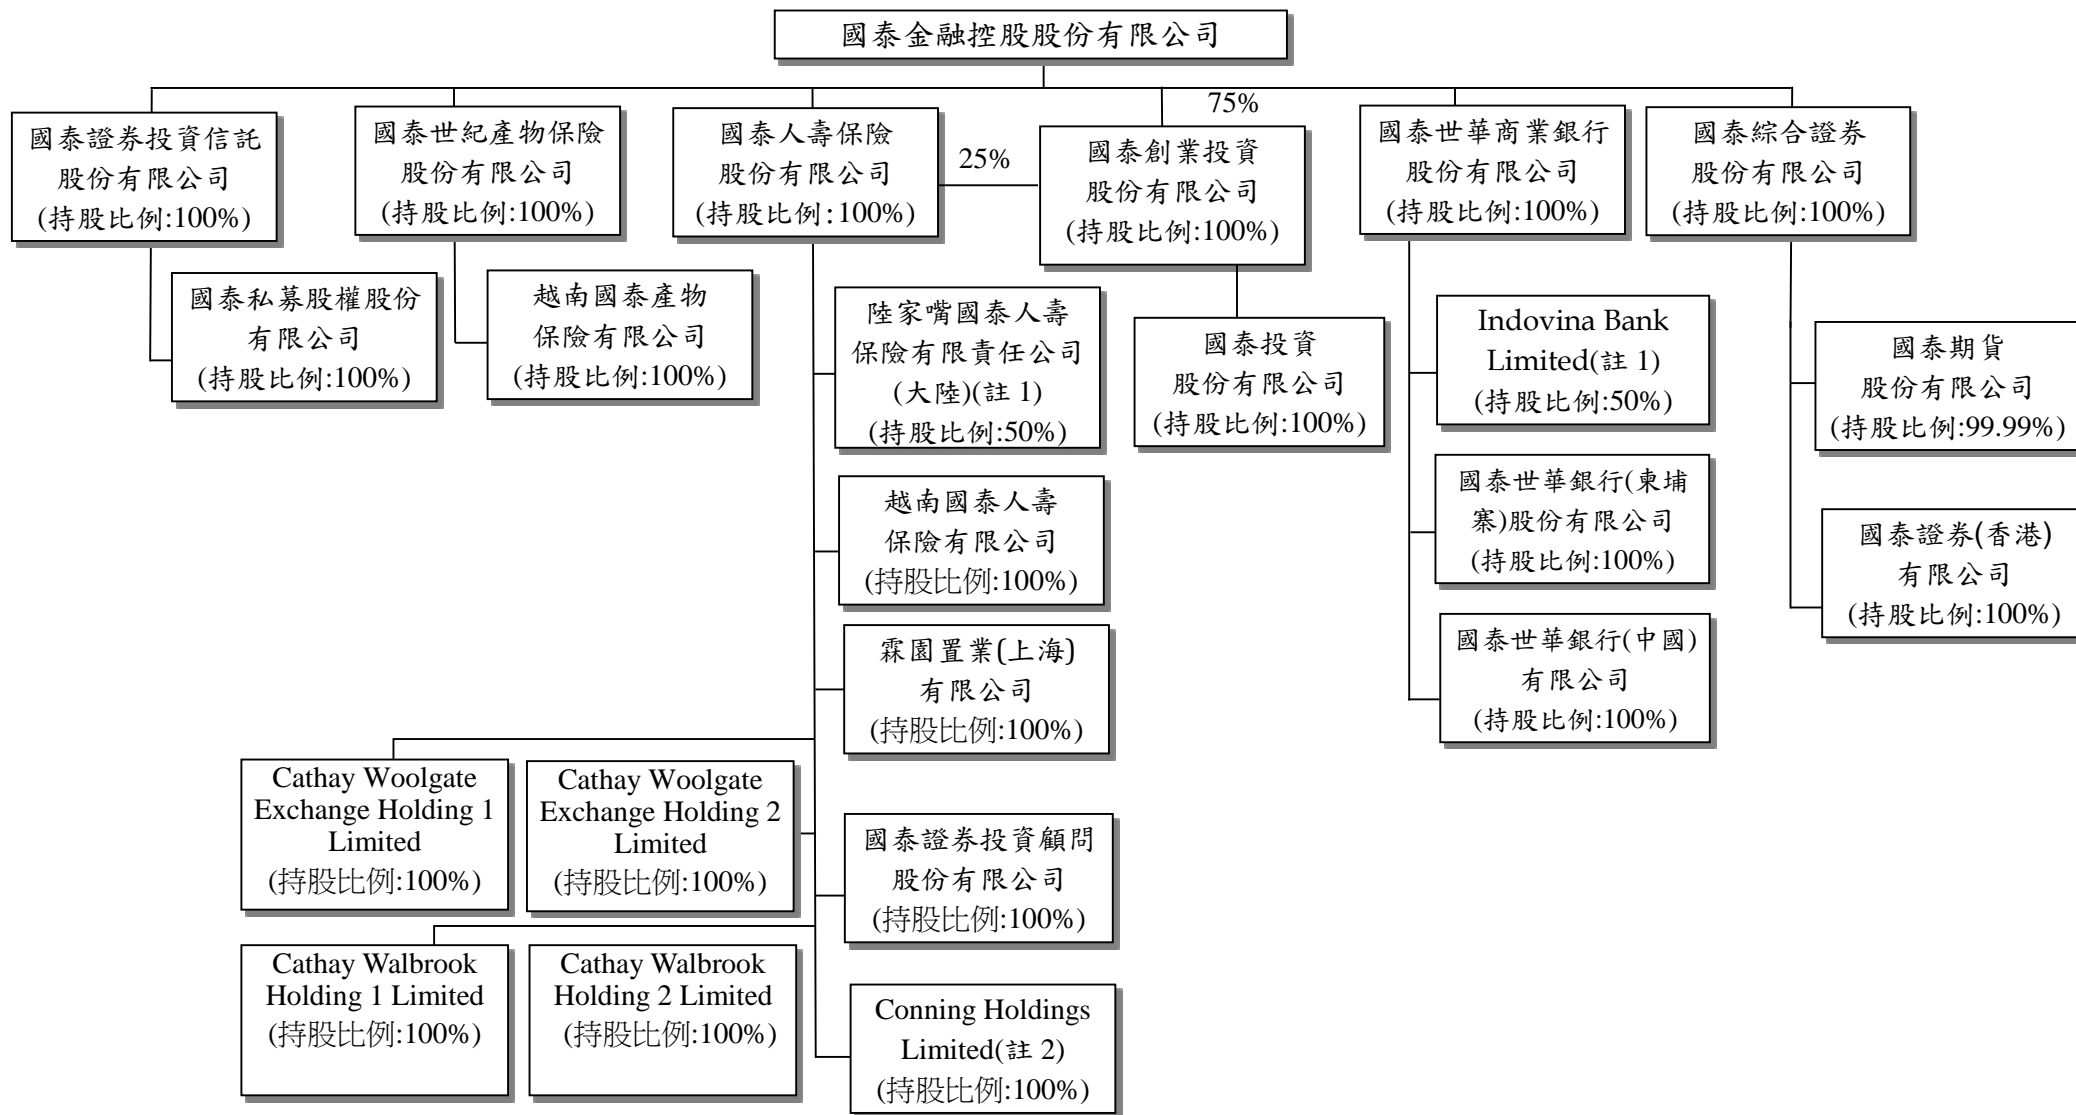 國泰金融控股股份有限公司
75%
25%
國泰證券投資信託
股份有限公司
(持股比例:100%)
國泰世紀產物保險
股份有限公司
(持股比例:100%)
國泰人壽保險
股份有限公司
(持股比例:100%)
國泰創業投資
股份有限公司
(持股比例:100%)
國泰世華商業銀行
股份有限公司
(持股比例:100%)
國泰綜合證券
股份有限公司
(持股比例:100%)
國泰私募股權股份
有限公司
(持股比例:100%)
越南國泰產物
保險有限公司
(持股比例:100%)
陸家嘴國泰人壽
保險有限責任公司
(大陸)(註 1)
(持股比例:50%)
國泰投資
股份有限公司
(持股比例:100%)
Indovina Bank
Limited(註 1)
(持股比例:50%)
國泰期貨
股份有限公司
(持股比例:99.99%)
越南國泰人壽
保險有限公司
(持股比例:100%)
國泰世華銀行(柬埔
寨)股份有限公司
(持股比例:100%)
國泰證券(香港)
有限公司
(持股比例:100%)
霖園置業(上海)
有限公司
(持股比例:100%)
國泰世華銀行(中國)
有限公司
(持股比例:100%)
Cathay Woolgate
Exchange Holding 1
Limited
(持股比例:100%)
Cathay Woolgate
Exchange Holding 2
Limited
(持股比例:100%)
國泰證券投資顧問
股份有限公司
(持股比例:100%)
Cathay Walbrook
Holding 1 Limited
(持股比例:100%)
Cathay Walbrook
Holding 2 Limited
(持股比例:100%)
Conning Holdings
Limited(註 2)
(持股比例:100%)